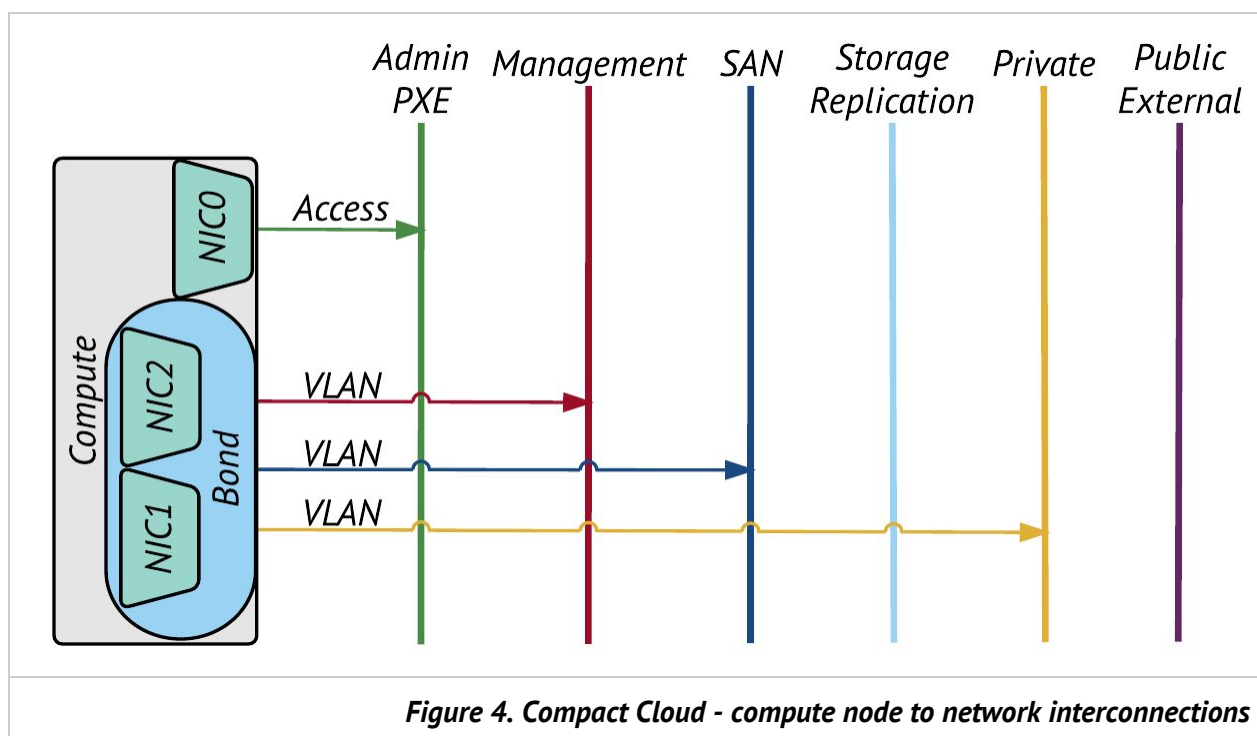 Admin
PXE
Management
SAN
Storage
Replication
Private
Public
External
NIC0
Access
Compute
NIC2
Bond
NIC1
VLAN
VLAN
VLAN
Figure 4. Compact Cloud - compute node to network interconnections